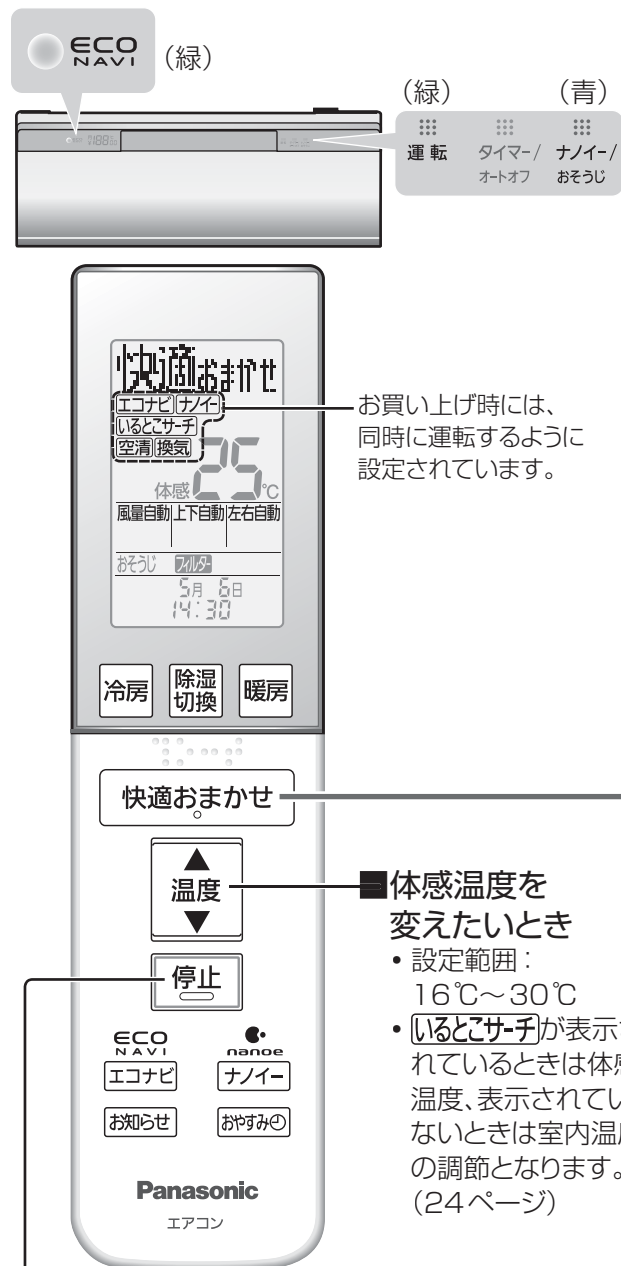 ECO
NAVI
(緑)
(緑) (青)
運転 タイマー/ ナノイー/
オートオフ おそうじ
快適おまかせ
エコナビ ナノイー
いるとこサーチ
空清 換気
体感 25℃
風量自動 上下自動 左右自動
おそうじ フィルター
5月 6日
14:30
お買い上げ時には、
同時に運転するように
設定されています。
冷房 除湿切換 暖房
快適おまかせ
▲
温度
▼
停止
■体感温度を
変えたいとき
• 設定範囲:
16℃~30℃
• いるとこサーチが表示
れているときは体感
温度、表示されてい
ないときは室内温度
の調節となります。
(24ページ)
ECO
NAVI
nanoe
エコナビ ナノイー
お知らせ おやすみ
Panasonic
エアコン